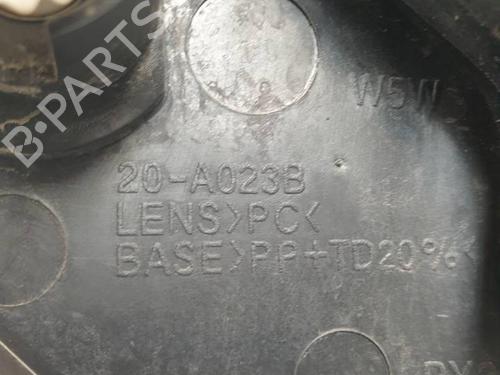 W5W
20-A023B
LENS>PC<
BASE>PP+TD20%<
B-PARTS